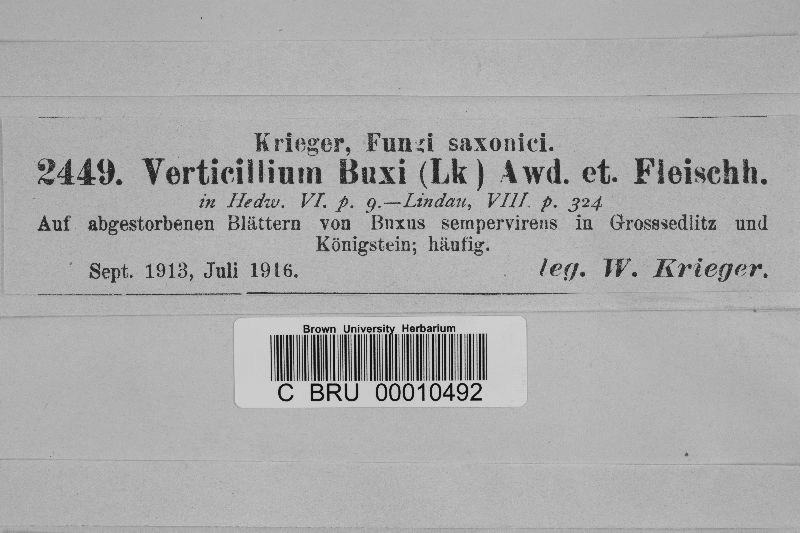 Krieger, Fungi saxonici.
2449. Verticillium Buxi (Lk) Awd. et. Fleischh.
in Hedw. VI. p. 9.—Lindau, VIII. p. 324
Auf abgestorbenen Blättern von Buxus sempervirens in Grosssedlitz und
Königstein; häufig.
Sept. 1913, Juli 1916. leg. W. Krieger.
Brown University Herbarium
C BRU 00010492